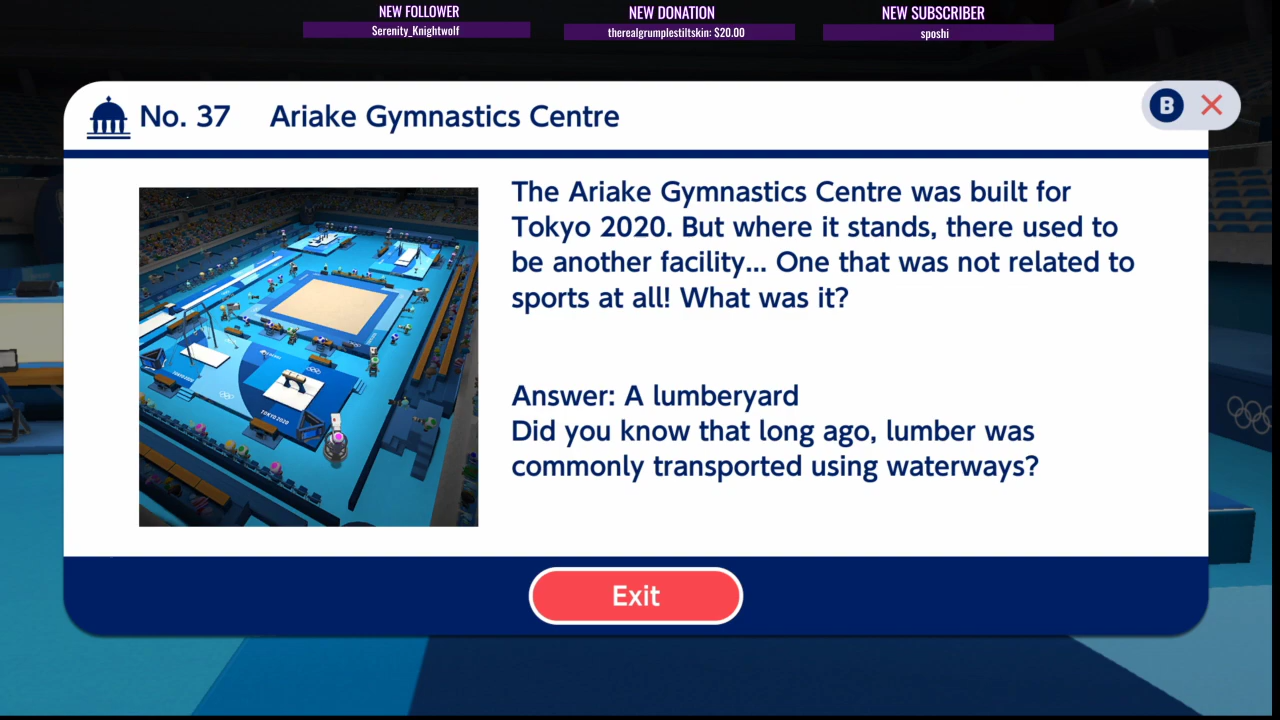 NEW FOLLOWER
Serenity_Knightwolf
NEW DONATION
therealgrumplestiltskin: $20.00
NEW SUBSCRIBER
sposhi
No. 37 Ariake Gymnastics Centre
B
The Ariake Gymnastics Centre was built for
Tokyo 2020. But where it stands, there used to
be another facility... One that was not related to
sports at all! What was it?
TOKYO 2020
Answer: A lumberyard
Did you know that long ago, lumber was
commonly transported using waterways?
Exit